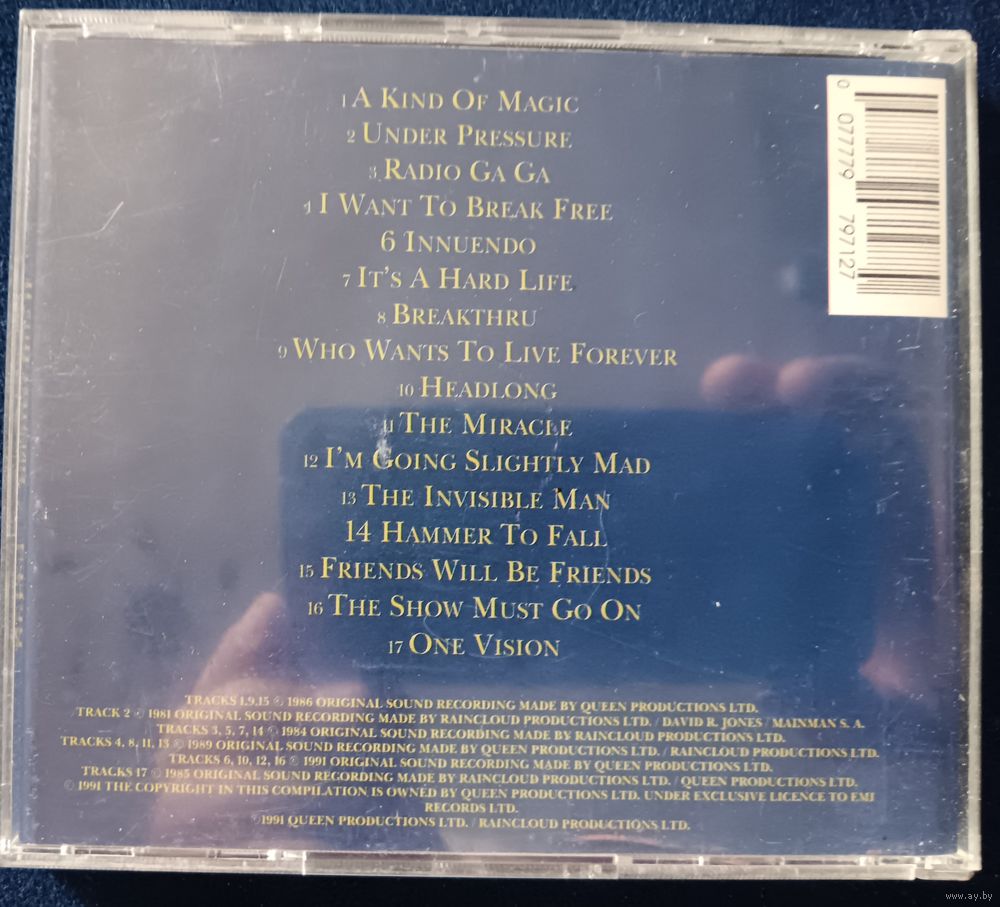 1 A KIND OF MAGIC
2 UNDER PRESSURE
3 RADIO GA GA
4 I WANT TO BREAK FREE
6 INNUENDO
7 IT'S A HARD LIFE
8 BREAKTHRU
9 WHO WANTS TO LIVE FOREVER
10 HEADLONG
11 THE MIRACLE
12 I'M GOING SLIGHTLY MAD
13 THE INVISIBLE MAN
14 HAMMER TO FALL
15 FRIENDS WILL BE FRIENDS
16 THE SHOW MUST GO ON
17 ONE VISION
0 077779 797127
TRACKS 1,9,15 ℗ 1986 ORIGINAL SOUND RECORDING MADE BY QUEEN PRODUCTIONS LTD.
TRACK 2 ℗ 1981 ORIGINAL SOUND RECORDING MADE BY RAINCLOUD PRODUCTIONS LTD. / DAVID R. JONES / MAINMAN S. A.
TRACKS 3, 5, 7, 14 ℗ 1984 ORIGINAL SOUND RECORDING MADE BY RAINCLOUD PRODUCTIONS LTD.
TRACKS 4, 8, 11, 13 ℗ 1989 ORIGINAL SOUND RECORDING MADE BY QUEEN PRODUCTIONS LTD. / RAINCLOUD PRODUCTIONS LTD.
TRACKS 6, 10, 12, 16 ℗ 1991 ORIGINAL SOUND RECORDING MADE BY QUEEN PRODUCTIONS LTD.
TRACKS 17 ℗ 1985 ORIGINAL SOUND RECORDING MADE BY RAINCLOUD PRODUCTIONS LTD. / QUEEN PRODUCTIONS LTD.
℗ 1991 THE COPYRIGHT IN THIS COMPILATION IS OWNED BY QUEEN PRODUCTIONS LTD. UNDER EXCLUSIVE LICENCE TO EMI
RECORDS LTD.
©1991 QUEEN PRODUCTIONS LTD. / RAINCLOUD PRODUCTIONS LTD.
www.ay.by